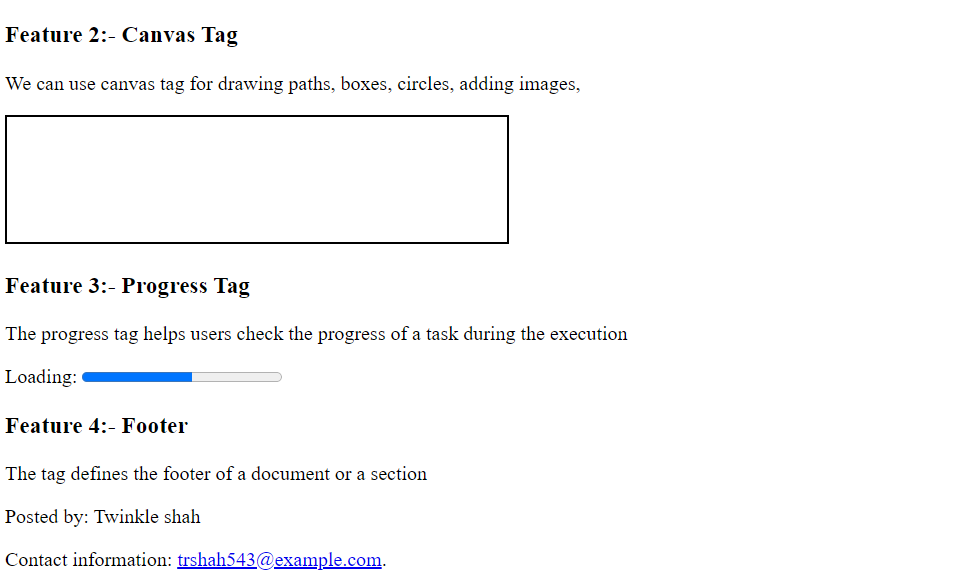 Feature 2:- Canvas Tag
We can use canvas tag for drawing paths, boxes, circles, adding images,
Feature 3:- Progress Tag
The progress tag helps users check the progress of a task during the execution
Loading:
Feature 4:- Footer
The tag defines the footer of a document or a section
Posted by: Twinkle shah
Contact information: trshah543@example.com.